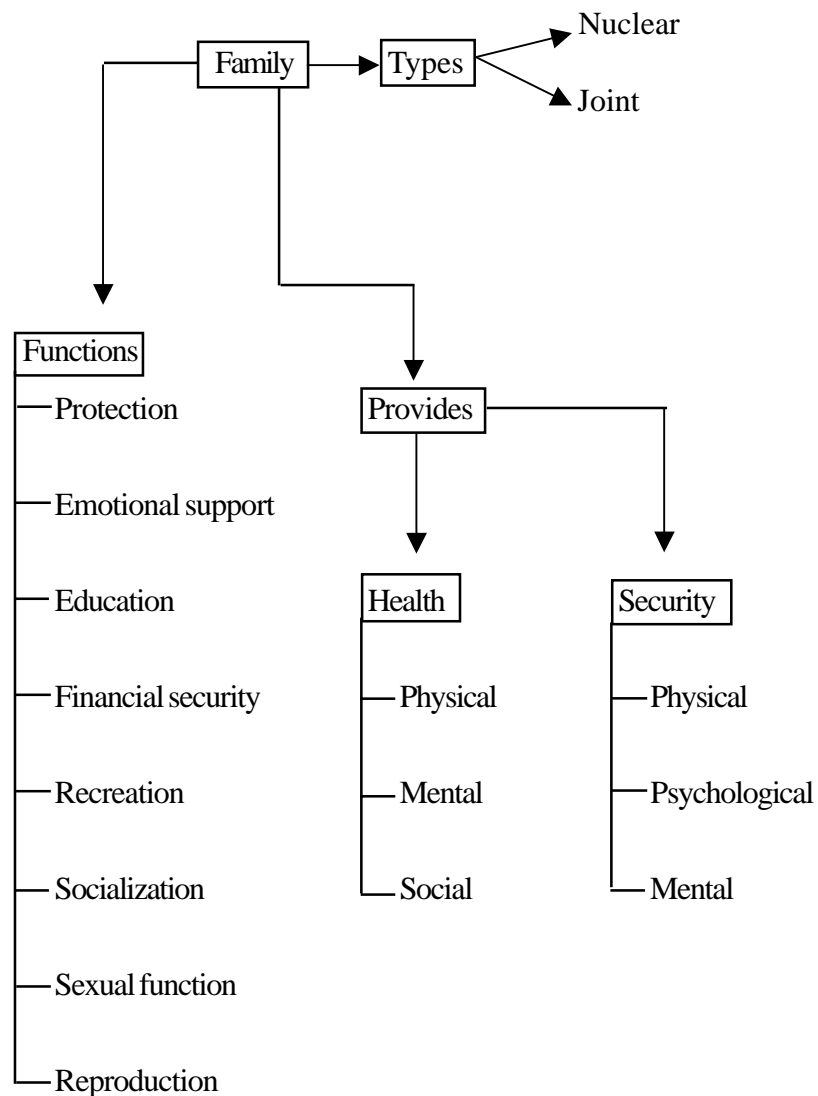 Family
Types
Nuclear
Joint
Functions
Protection
Emotional support
Education
Financial security
Recreation
Socialization
Sexual function
Reproduction
Provides
Health
Physical
Mental
Social
Security
Physical
Psychological
Mental